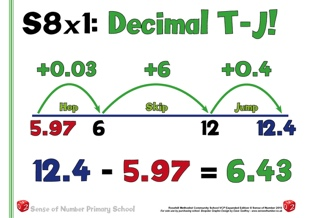 S8x1: Decimal T-J!
+0.03 +6 +0.4
Hop Skip Jump
5.97 6 12 12.4
12.4 - 5.97 = 6.43
Sense of Number Primary School